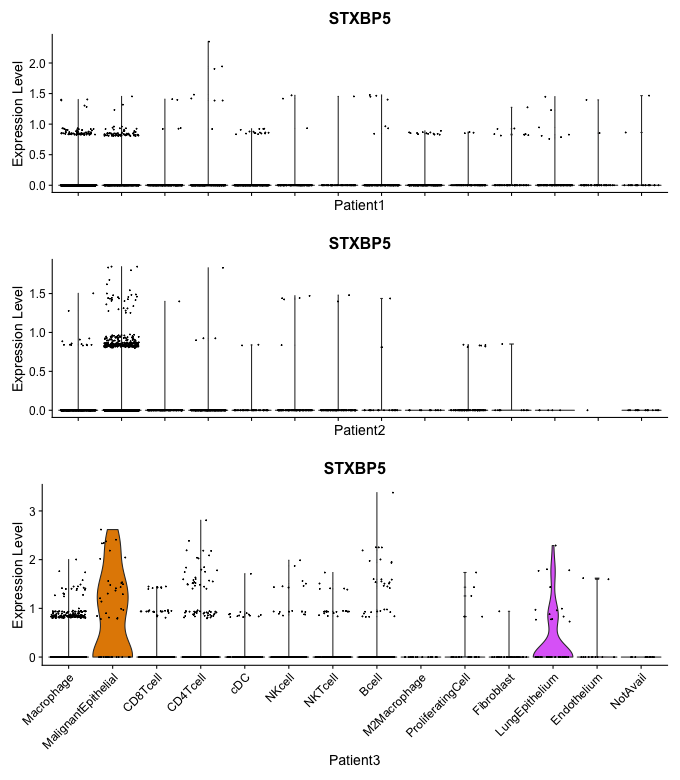 STXBP5
Expression Level
2.0
1.5
1.0
0.5
0.0
Patient1
STXBP5
Expression Level
1.5
1.0
0.5
0.0
Patient2
STXBP5
Expression Level
3
2
1
0
Macrophage
MalignantEpithelial
CD8Tcell
CD4Tcell
cDC
NKcell
NKTcell
Bcell
M2Macrophage
ProliferatingCell
Fibroblast
LungEpithelium
Endothelium
NotAvail
Patient3